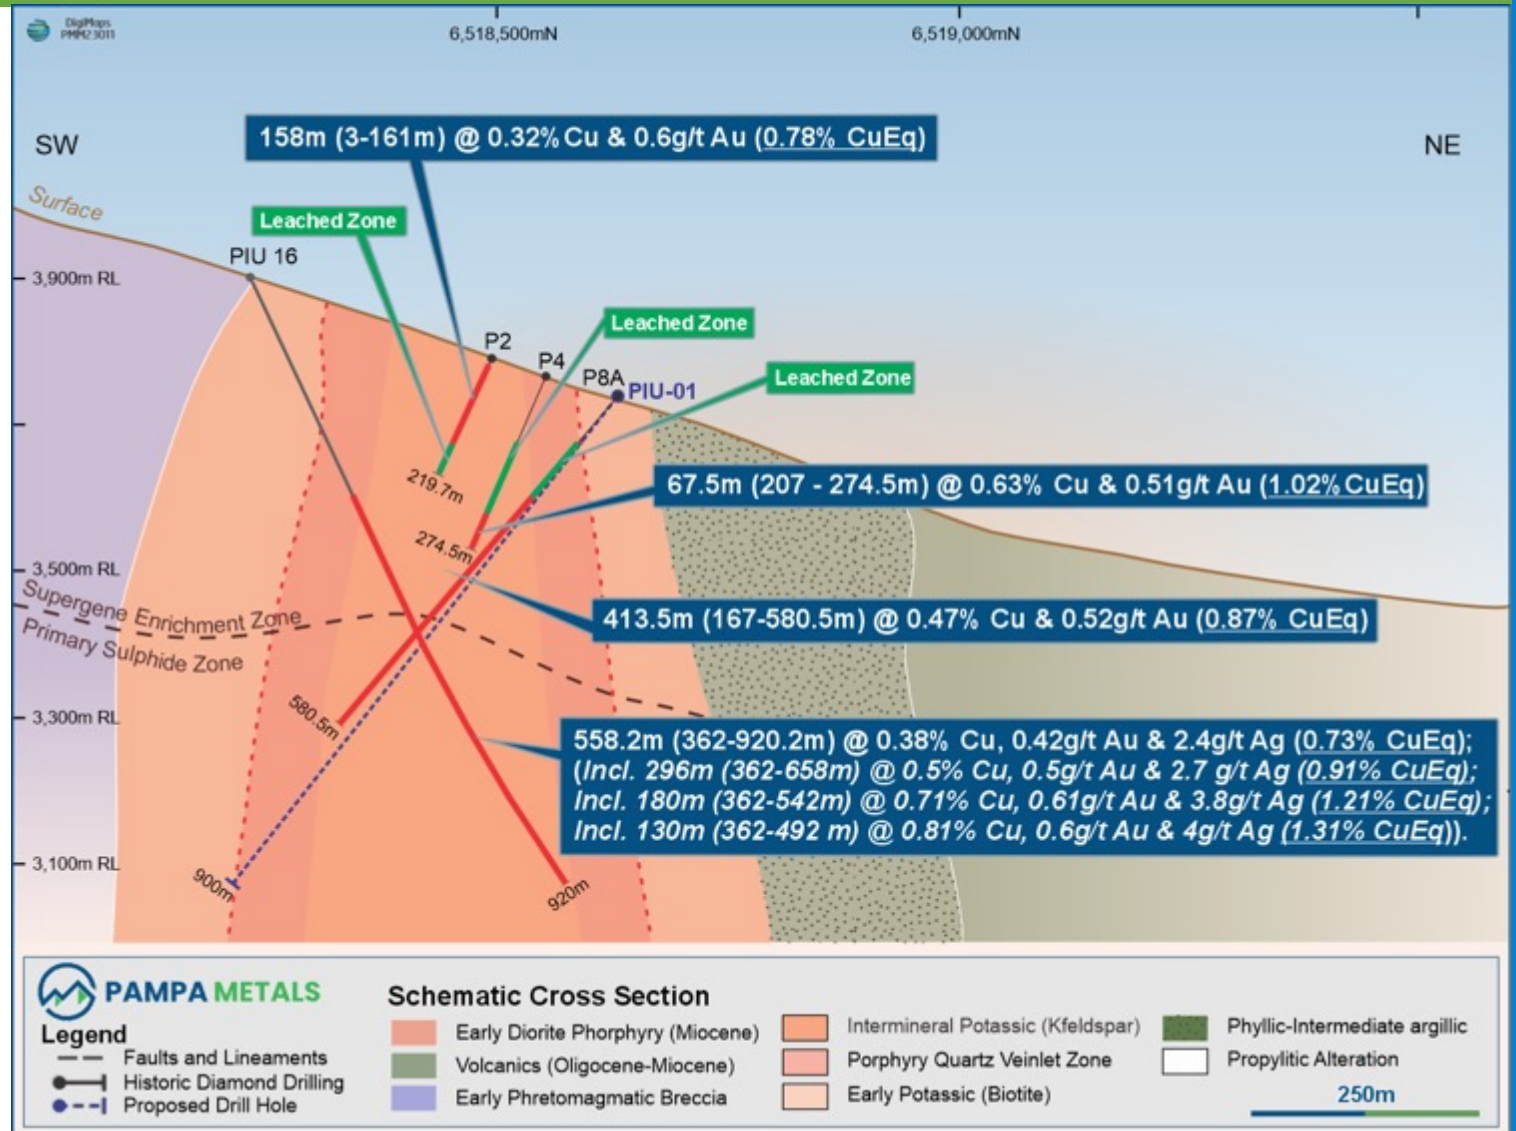 DigiMaps
PMM23011
6,518,500mN
6,519,000mN
SW
NE
158m (3-161m) @ 0.32% Cu & 0.6g/t Au (0.78% CuEq)
Surface
Leached Zone
PIU 16
3,900m RL
Leached Zone
P2
P4
P8A
PIU-01
Leached Zone
219.7m
67.5m (207 - 274.5m) @ 0.63% Cu & 0.51g/t Au (1.02% CuEq)
274.5m
3,500m RL
Supergene Enrichment Zone
413.5m (167-580.5m) @ 0.47% Cu & 0.52g/t Au (0.87% CuEq)
Primary Sulphide Zone
580.5m
3,300m RL
558.2m (362-920.2m) @ 0.38% Cu, 0.42g/t Au & 2.4g/t Ag (0.73% CuEq);
(Incl. 296m (362-658m) @ 0.5% Cu, 0.5g/t Au & 2.7 g/t Ag (0.91% CuEq);
Incl. 180m (362-542m) @ 0.71% Cu, 0.61g/t Au & 3.8g/t Ag (1.21% CuEq);
Incl. 130m (362-492 m) @ 0.81% Cu, 0.6g/t Au & 4g/t Ag (1.31% CuEq)).
3,100m RL
900m
920m
PAMPA METALS
Legend
Faults and Lineaments
Historic Diamond Drilling
Proposed Drill Hole
Schematic Cross Section
Early Diorite Phorphyry (Miocene)
Volcanics (Oligocene-Miocene)
Early Phretomagmatic Breccia
Intermineral Potassic (Kfeldspar)
Porphyry Quartz Veinlet Zone
Early Potassic (Biotite)
Phyllic-Intermediate argillic
Propylitic Alteration
250m